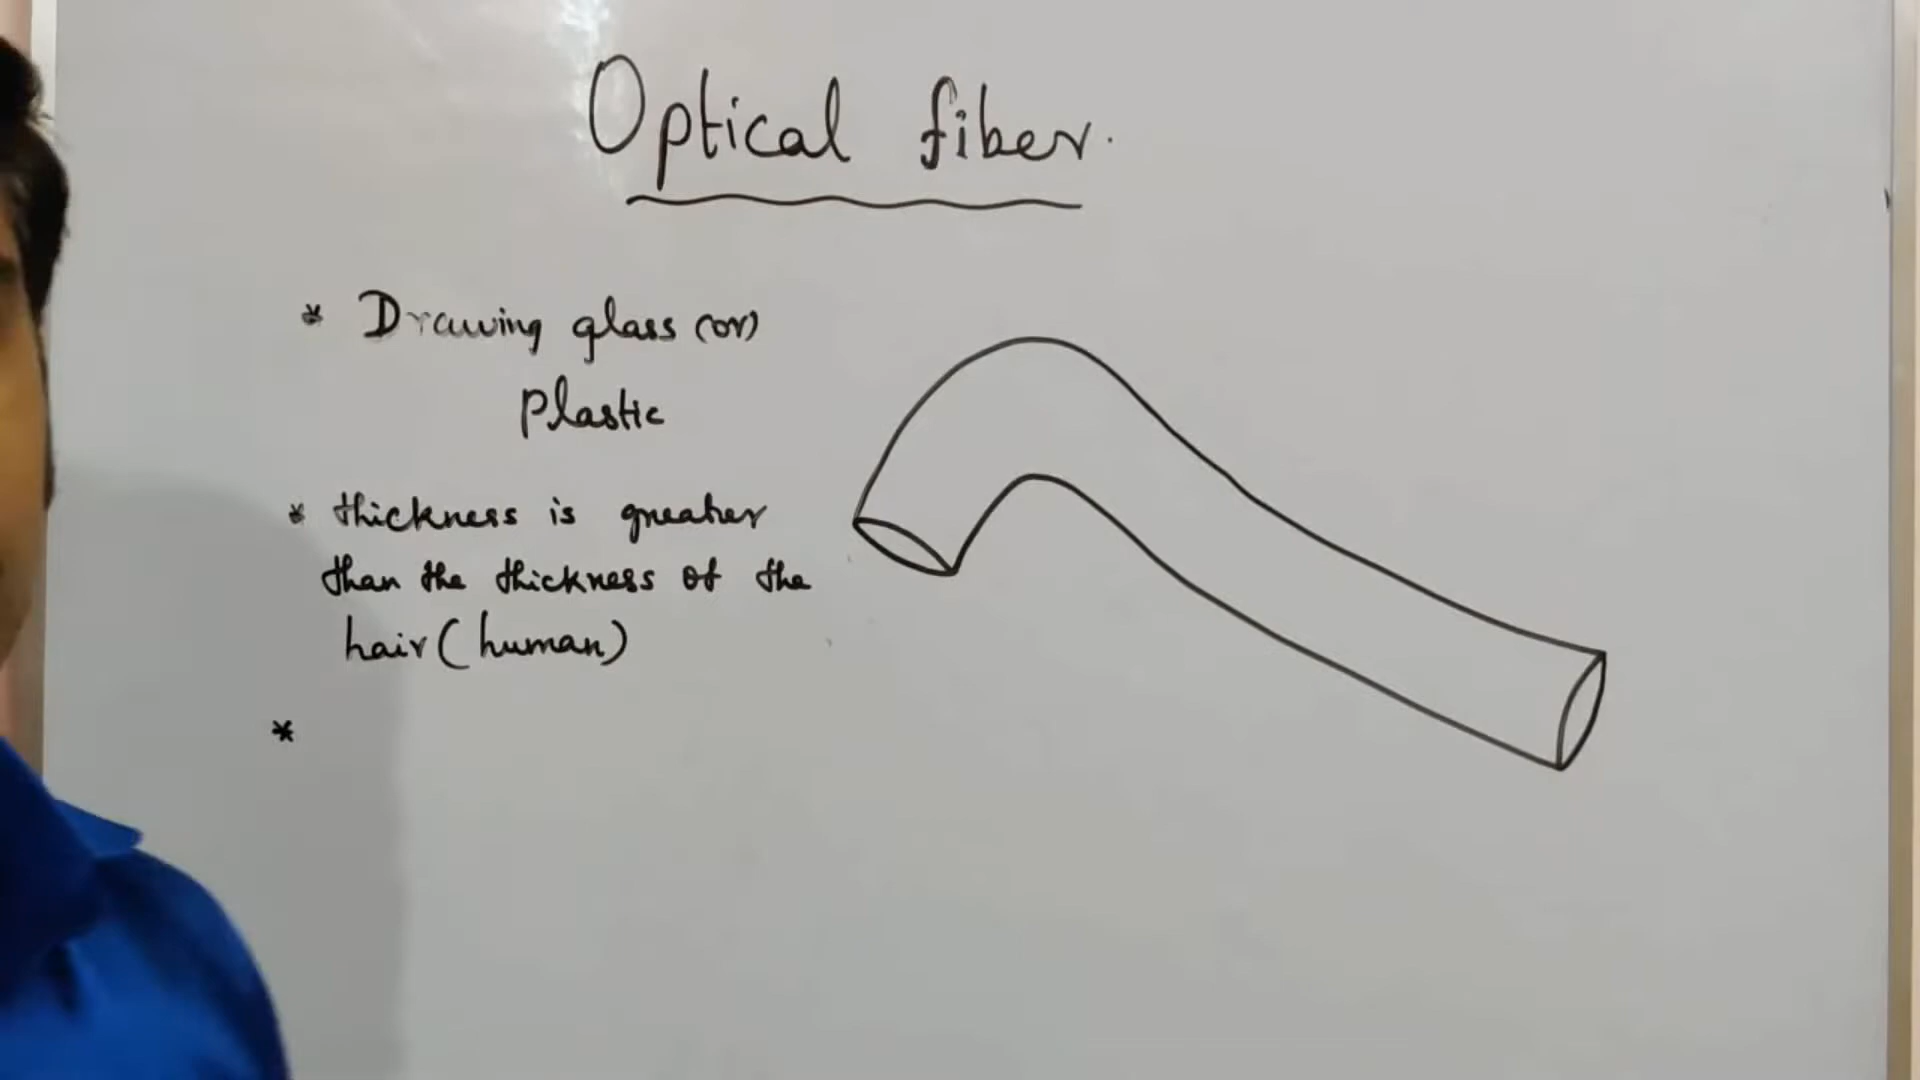 Optical fiber.
* Drawing glass (or)
Plastic
* thickness is greater
than the thickness of the
hair (human)
*